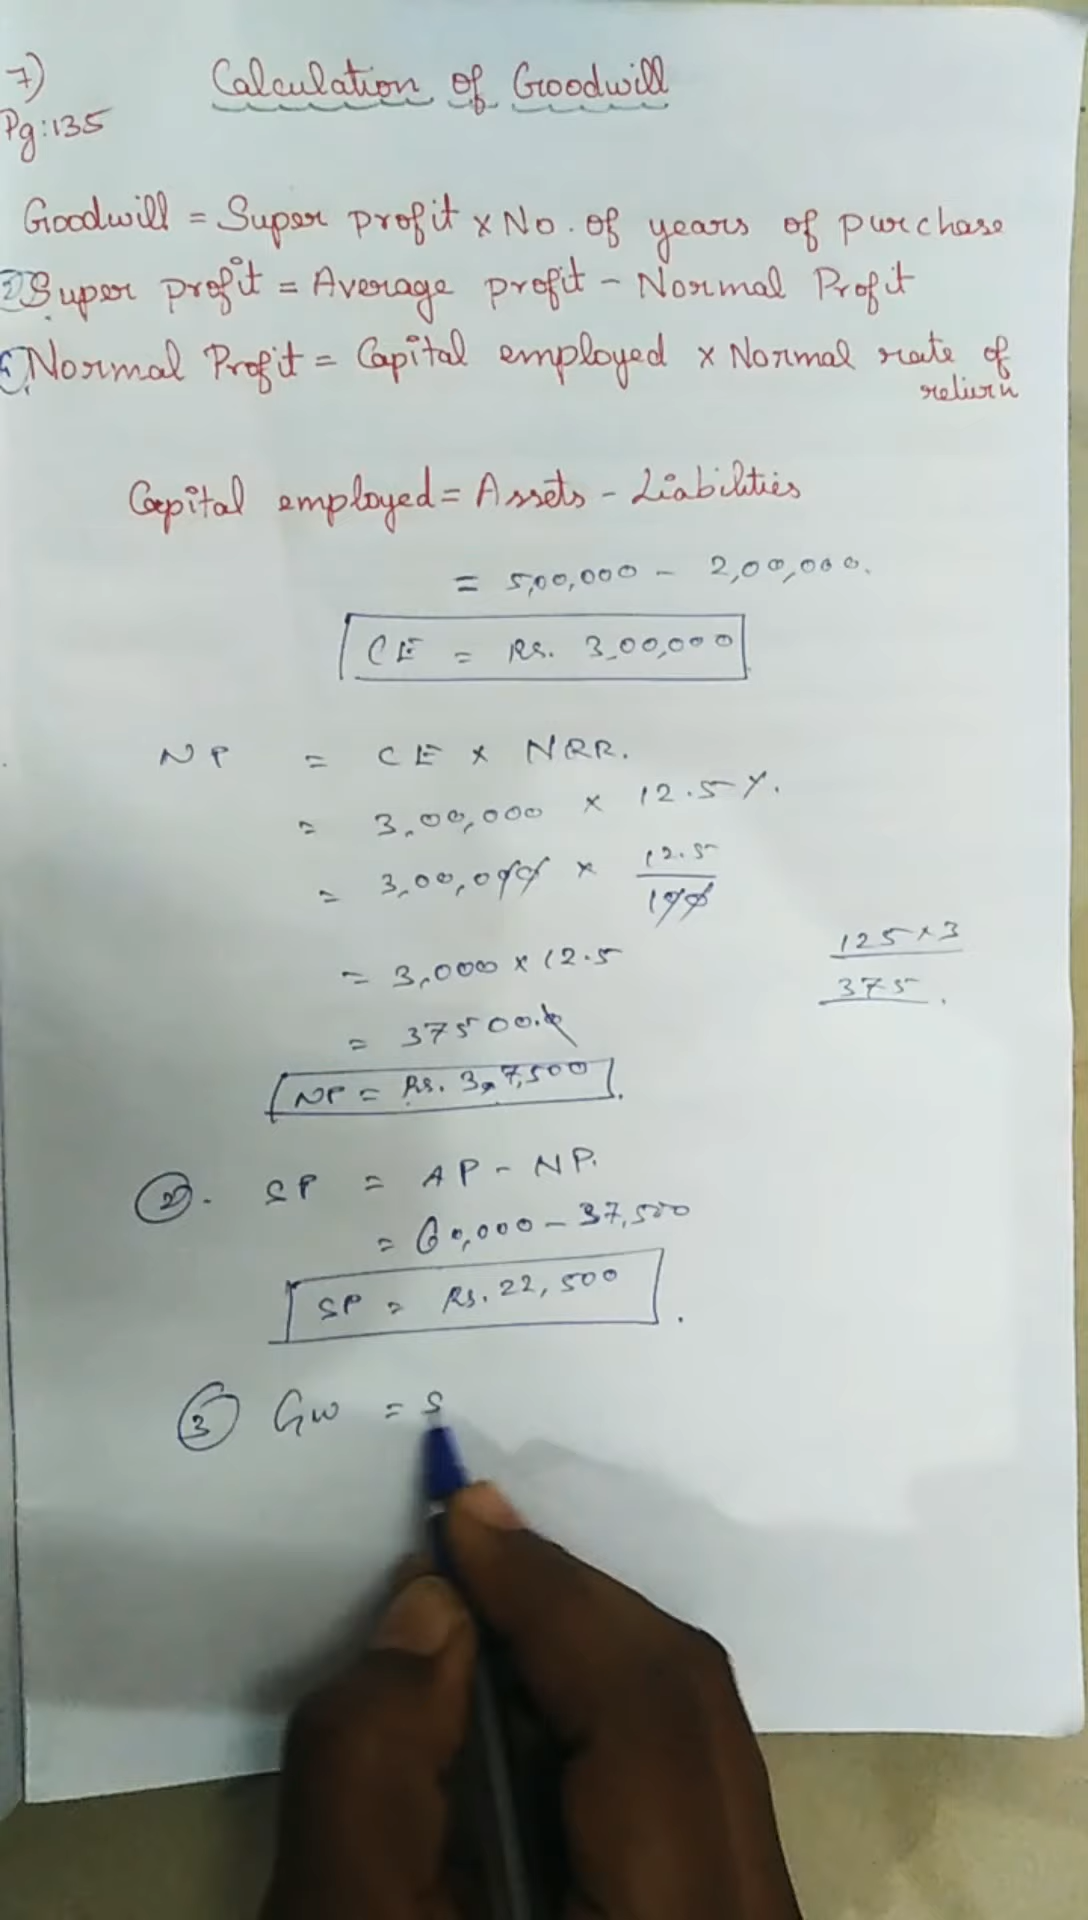 7)
Pg:135
Calculation of Goodwill
Goodwill = Super profit x No. of years of purchase
② Super profit = Average profit - Normal Profit
Normal Profit = Capital employed x Normal rate of return
Capital employed = Assets - Liabilities
= 5,00,000 - 2,00,000.
CE = Rs. 3,00,000
NP = CE x NRR.
= 3,00,000 x 12.5%.
= 3,00,000 x 12.5/100
= 3,000 x 12.5
125 x 3
375.
= 37500.0
NP = Rs. 37,500.
②. SP = AP - NP.
= 60,000 - 37,500
SP = Rs. 22,500.
③ GW = S